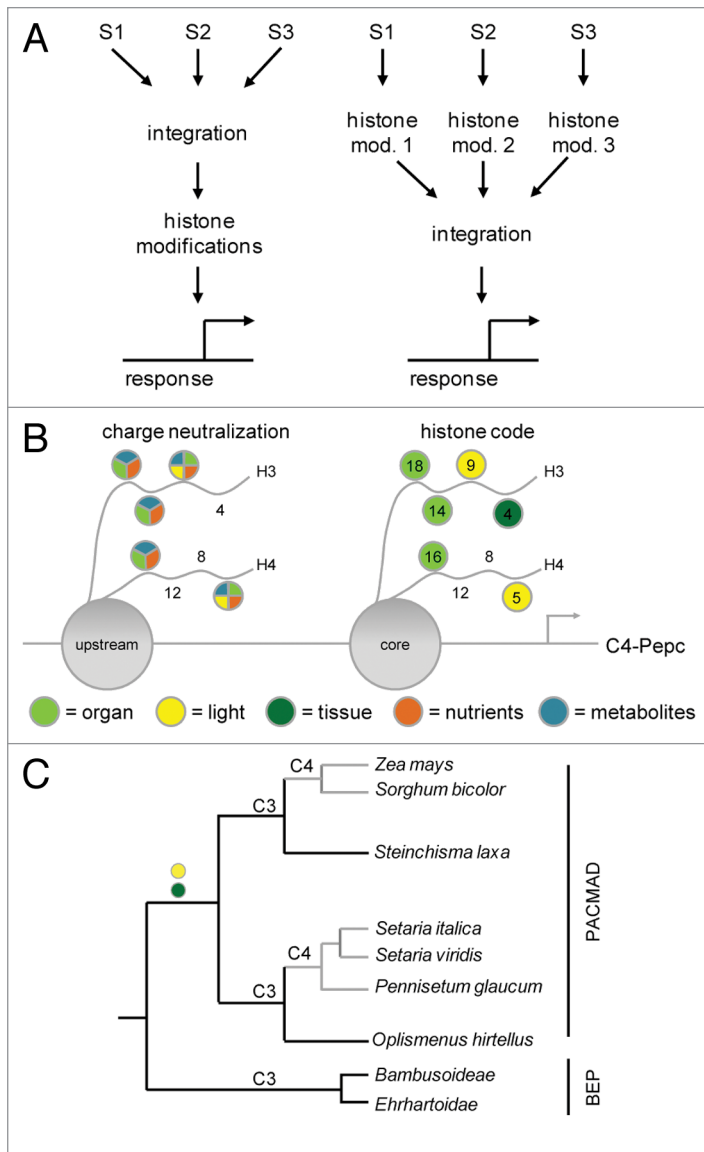 A
S1 S2 S3 S1 S2 S3
histone histone histone
integration mod. 1 mod. 2 mod. 3
histone
modifications integration
response response
B
charge neutralization histone code
18 9 H3
14 4
4
16 8 H4
8 H4
12 12 5
upstream core C4-Pepc
= organ = light = tissue = nutrients = metabolites
C
C4 Zea mays
Sorghum bicolor
C3
Steinchisma laxa
PACMAD
Setaria italica
C4 Setaria viridis
Pennisetum glaucum
C3
Oplismenus hirtellus
C3 Bambusoideae
BEP
Ehrhartoidae